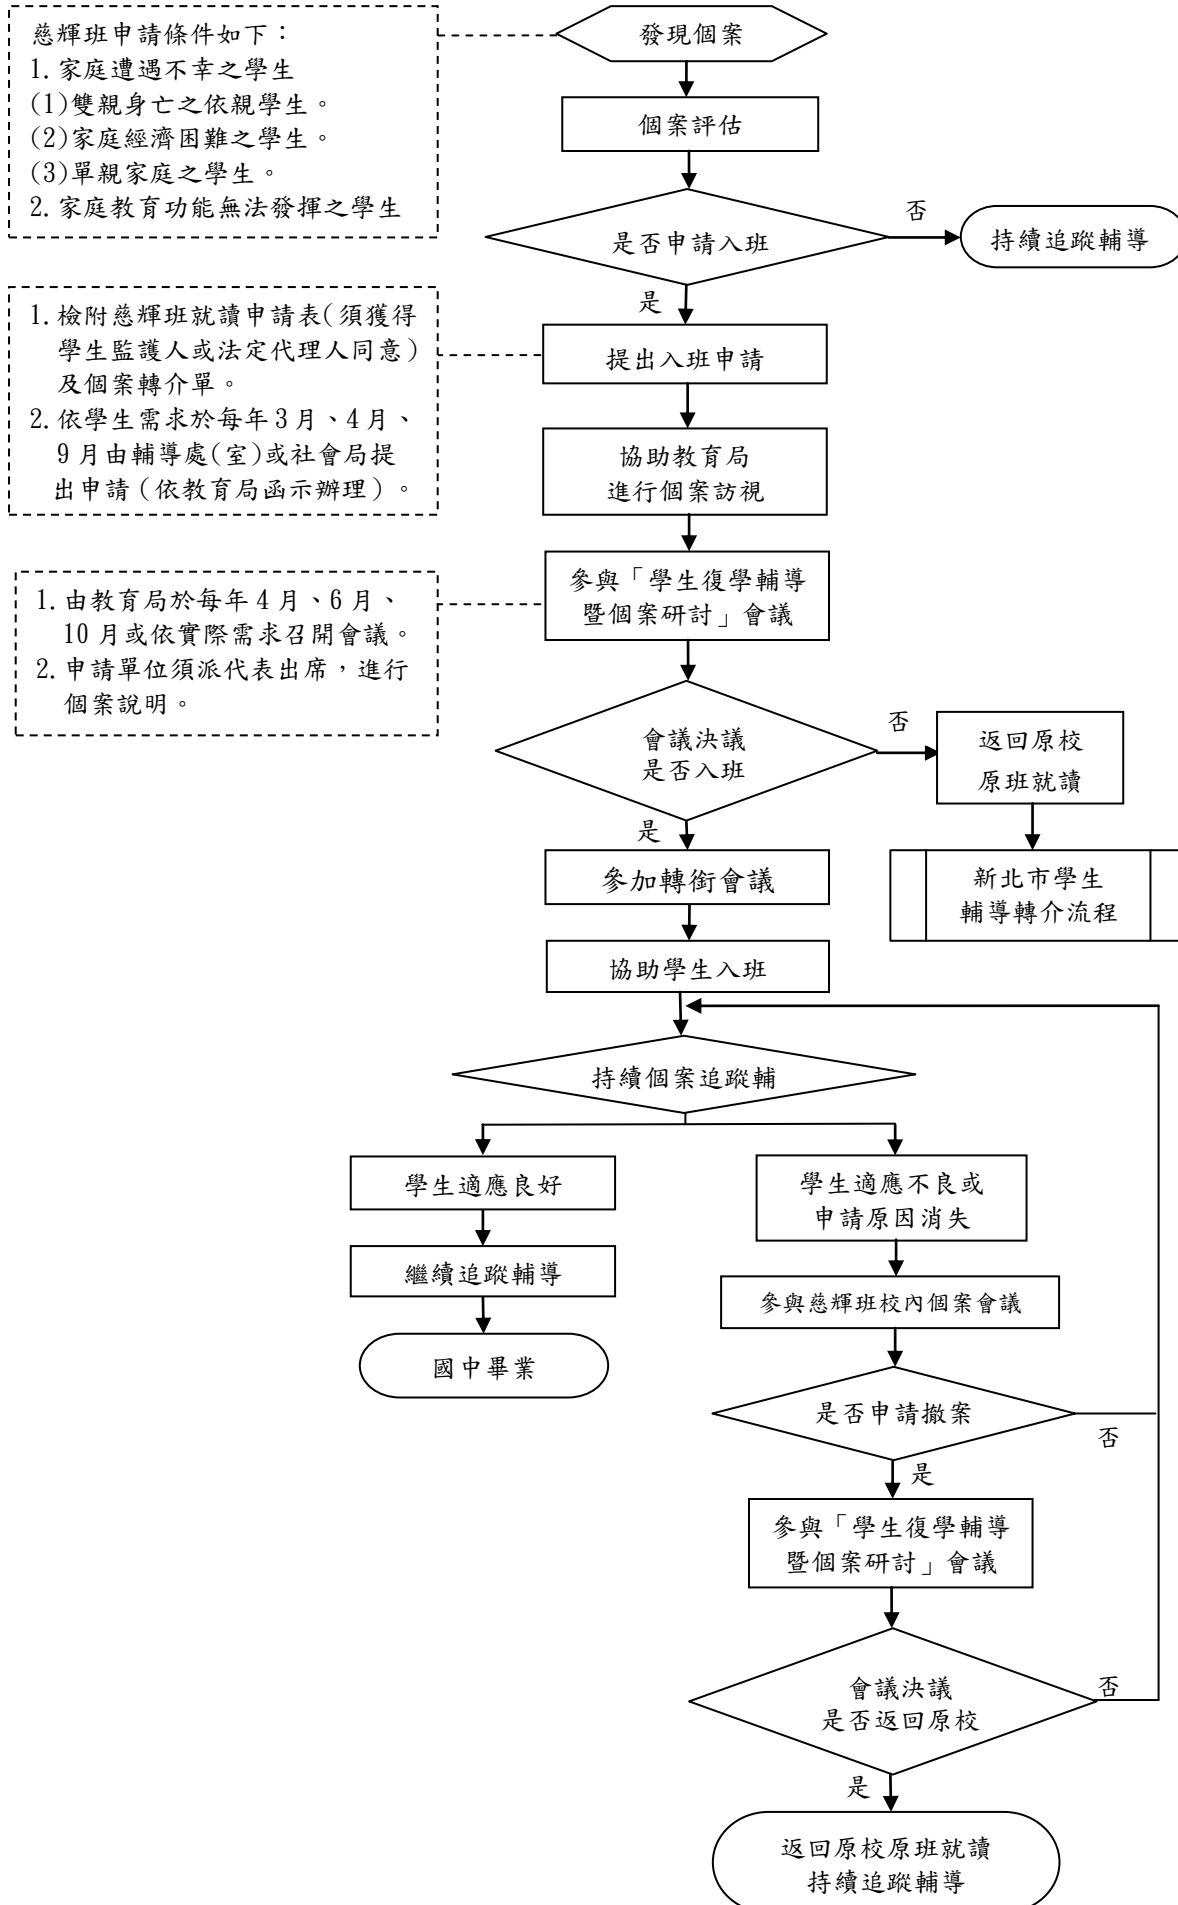 慈輝班申請條件如下：
1. 家庭遭遇不幸之學生
(1)雙親身亡之依親學生。
(2)家庭經濟困難之學生。
(3)單親家庭之學生。
2. 家庭教育功能無法發揮之學生
發現個案
個案評估
是否申請入班
否
持續追蹤輔導
是
1. 檢附慈輝班就讀申請表(須獲得
學生監護人或法定代理人同意)
及個案轉介單。
2. 依學生需求於每年 3 月、4 月、
9 月由輔導處(室)或社會局提
出申請（依教育局函示辦理）。
提出入班申請
協助教育局
進行個案訪視
1. 由教育局於每年 4 月、6 月、
10 月或依實際需求召開會議。
2. 申請單位須派代表出席，進行
個案說明。
參與「學生復學輔導
暨個案研討」會議
會議決議
是否入班
否
返回原校
原班就讀
是
新北市學生
輔導轉介流程
參加轉銜會議
協助學生入班
持續個案追蹤輔
學生適應良好
學生適應不良或
申請原因消失
繼續追蹤輔導
參與慈輝班校內個案會議
國中畢業
是否申請撤案
否
是
參與「學生復學輔導
暨個案研討」會議
會議決議
是否返回原校
否
是
返回原校原班就讀
持續追蹤輔導